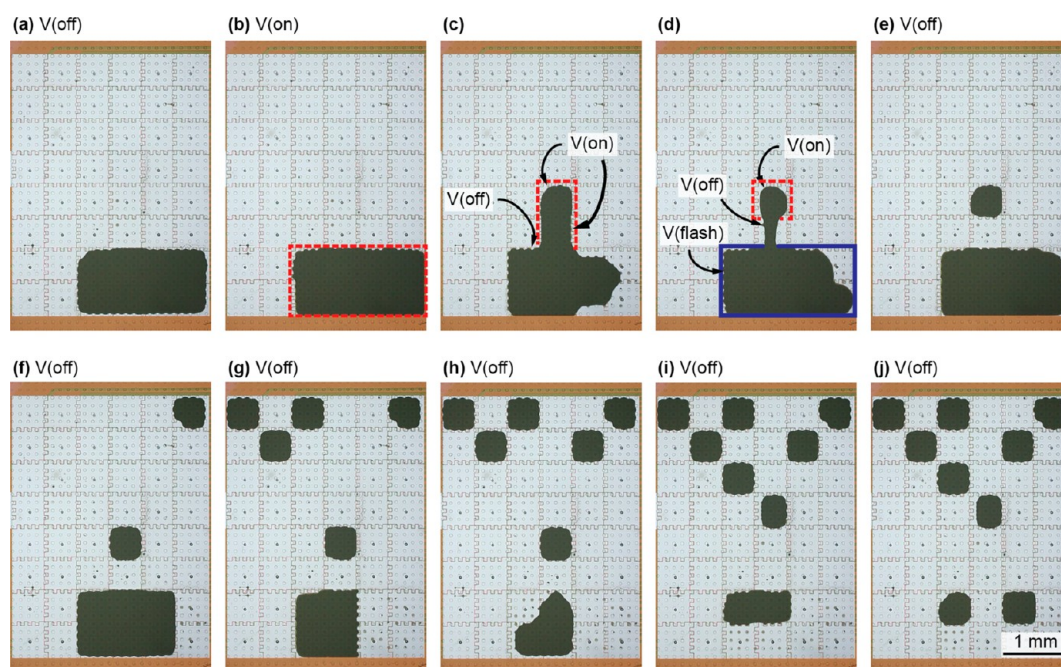 (a) V(off)
(b) V(on)
(c)
(d)
(e) V(off)
V(on)
V(off)
V(on)
V(off)
V(flash)
(f) V(off)
(g) V(off)
(h) V(off)
(i) V(off)
(j) V(off)
1 mm